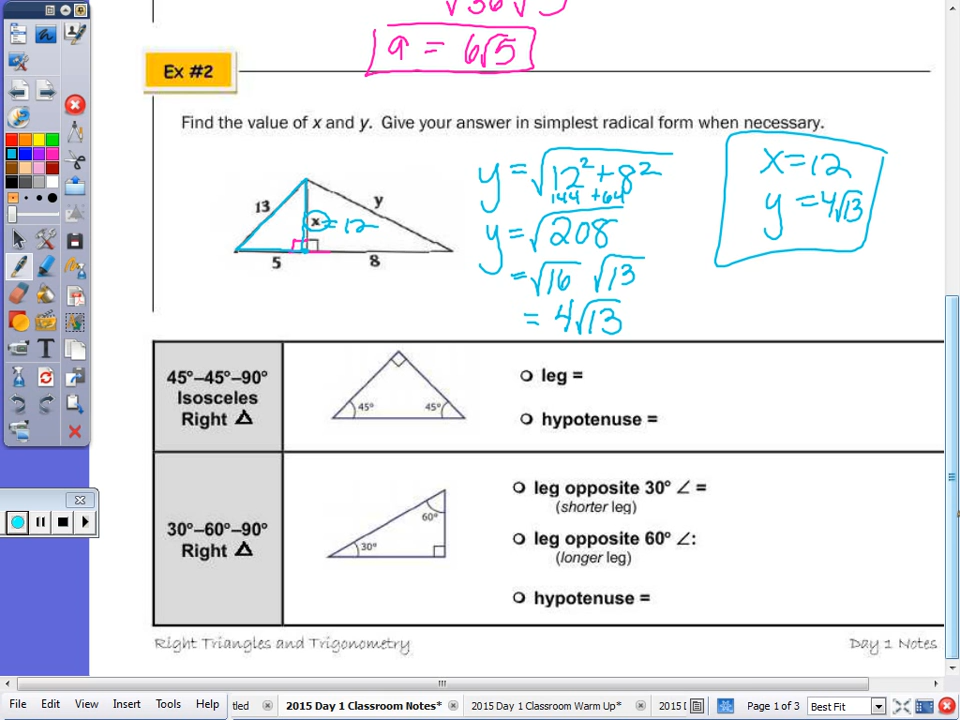 √36 √5
a = 6√5
Ex #2
Find the value of x and y. Give your answer in simplest radical form when necessary.
13
y
x = 12
5
8
y = √12² + 8²
144 + 64
y = √208
= √16 √13
= 4√13
x = 12
y = 4√13
45°–45°–90°
Isosceles
Right △
45°
45°
leg =
hypotenuse =
30°–60°–90°
Right △
60°
30°
leg opposite 30° ∠ =
(shorter leg)
leg opposite 60° ∠:
(longer leg)
hypotenuse =
Right Triangles and Trigonometry
Day 1 Notes
File Edit View Insert Tools Help
tled
2015 Day 1 Classroom Notes*
2015 Day 1 Classroom Warm Up*
2015 D
Page 1 of 3
Best Fit